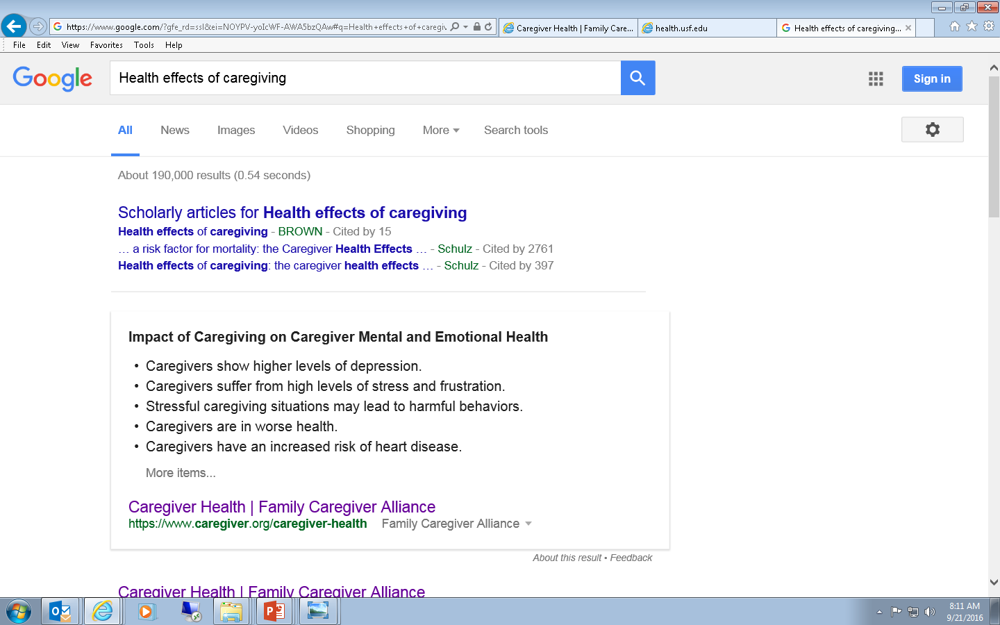 https://www.google.com/?gfe_rd=ssl&ei=NOYPV-yoIcWF-AWA5bzQAw#q=Health+effects+of+caregiv
Caregiver Health | Family Care...
health.usf.edu
Health effects of caregiving...
File Edit View Favorites Tools Help
Google
Health effects of caregiving
Sign in
All News Images Videos Shopping More Search tools
About 190,000 results (0.54 seconds)
Scholarly articles for Health effects of caregiving
Health effects of caregiving - BROWN - Cited by 15
… a risk factor for mortality: the Caregiver Health Effects … - Schulz - Cited by 2761
Health effects of caregiving: the caregiver health effects … - Schulz - Cited by 397
Impact of Caregiving on Caregiver Mental and Emotional Health
• Caregivers show higher levels of depression.
• Caregivers suffer from high levels of stress and frustration.
• Stressful caregiving situations may lead to harmful behaviors.
• Caregivers are in worse health.
• Caregivers have an increased risk of heart disease.
More items...
Caregiver Health | Family Caregiver Alliance
https://www.caregiver.org/caregiver-health Family Caregiver Alliance
About this result • Feedback
Caregiver Health | Family Caregiver Alliance
8:11 AM
9/21/2016